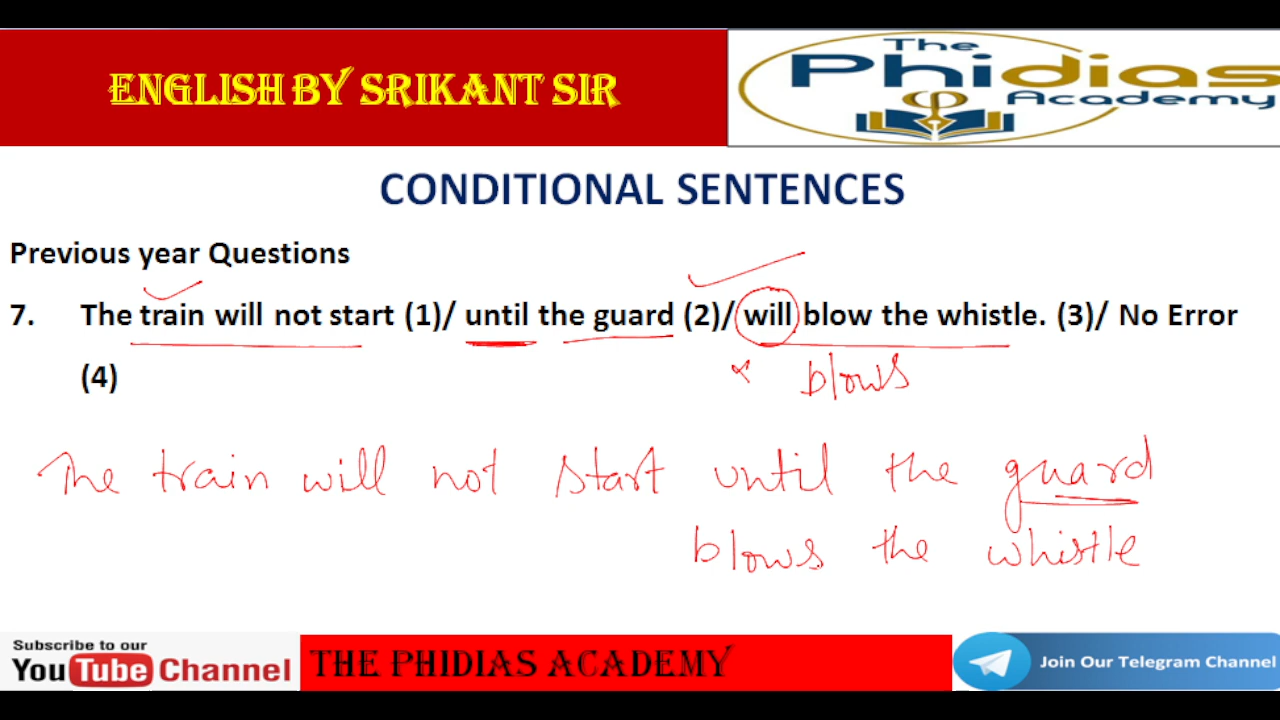 ENGLISH BY SRIKANT SIR
The
Phidias
Academy
CONDITIONAL SENTENCES
Previous year Questions
7. The train will not start (1)/ until the guard (2)/ will blow the whistle. (3)/ No Error
(4)
blows
The train will not start until the guard
blows the whistle
Subscribe to our
YouTube Channel
THE PHIDIAS ACADEMY
Join Our Telegram Channel